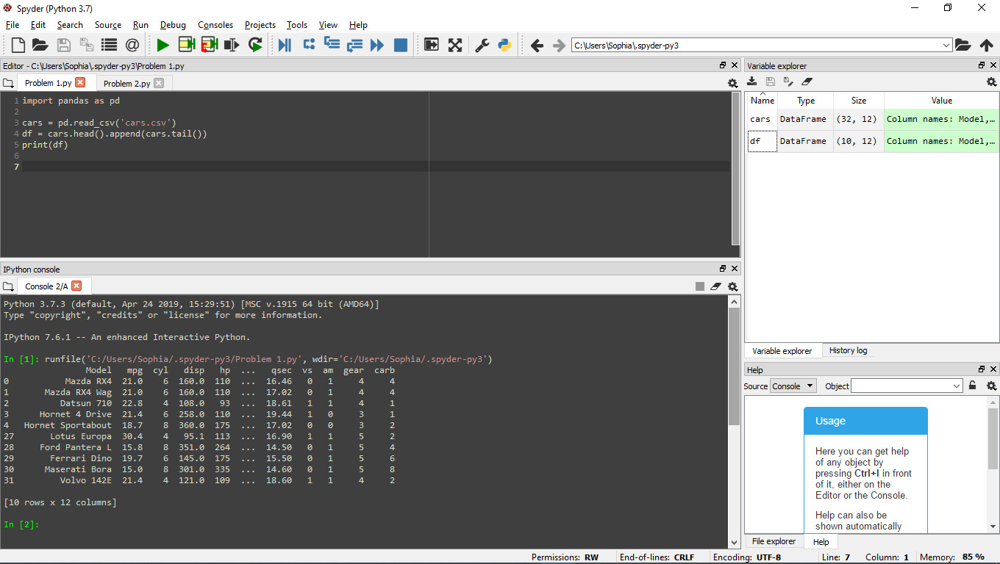 Spyder (Python 3.7)
File Edit Search Source Run Debug Consoles Projects Tools View Help
C:\Users\Sophia\.spyder-py3
Editor - C:\Users\Sophia\.spyder-py3\Problem 1.py
Problem 1.py Problem 2.py
1 import pandas as pd
2
3 cars = pd.read_csv('cars.csv')
4 df = cars.head().append(cars.tail())
5 print(df)
6
7
IPython console
Console 2/A
Python 3.7.3 (default, Apr 24 2019, 15:29:51) [MSC v.1915 64 bit (AMD64)]
Type "copyright", "credits" or "license" for more information.
IPython 7.6.1 -- An enhanced Interactive Python.
In [1]: runfile('C:/Users/Sophia/.spyder-py3/Problem 1.py', wdir='C:/Users/Sophia/.spyder-py3')
Model mpg cyl disp hp ... qsec vs am gear carb
0 Mazda RX4 21.0 6 160.0 110 ... 16.46 0 1 4 4
1 Mazda RX4 Wag 21.0 6 160.0 110 ... 17.02 0 1 4 4
2 Datsun 710 22.8 4 108.0 93 ... 18.61 1 1 4 1
3 Hornet 4 Drive 21.4 6 258.0 110 ... 19.44 1 0 3 1
4 Hornet Sportabout 18.7 8 360.0 175 ... 17.02 0 0 3 2
27 Lotus Europa 30.4 4 95.1 113 ... 16.90 1 1 5 2
28 Ford Pantera L 15.8 8 351.0 264 ... 14.50 0 1 5 4
29 Ferrari Dino 19.7 6 145.0 175 ... 15.50 0 1 5 6
30 Maserati Bora 15.0 8 301.0 335 ... 14.60 0 1 5 8
31 Volvo 142E 21.4 4 121.0 109 ... 18.60 1 1 4 2
[10 rows x 12 columns]
In [2]:
Variable explorer
Name Type Size Value
cars DataFrame (32, 12) Column names: Model,…
df DataFrame (10, 12) Column names: Model,…
Variable explorer History log
Help
Source Console Object
Usage
Here you can get help
of any object by
pressing Ctrl+I in front
of it, either on the
Editor or the Console.
Help can also be
shown automatically
File explorer Help
Permissions: RW End-of-lines: CRLF Encoding: UTF-8 Line: 7 Column: 1 Memory: 85 %